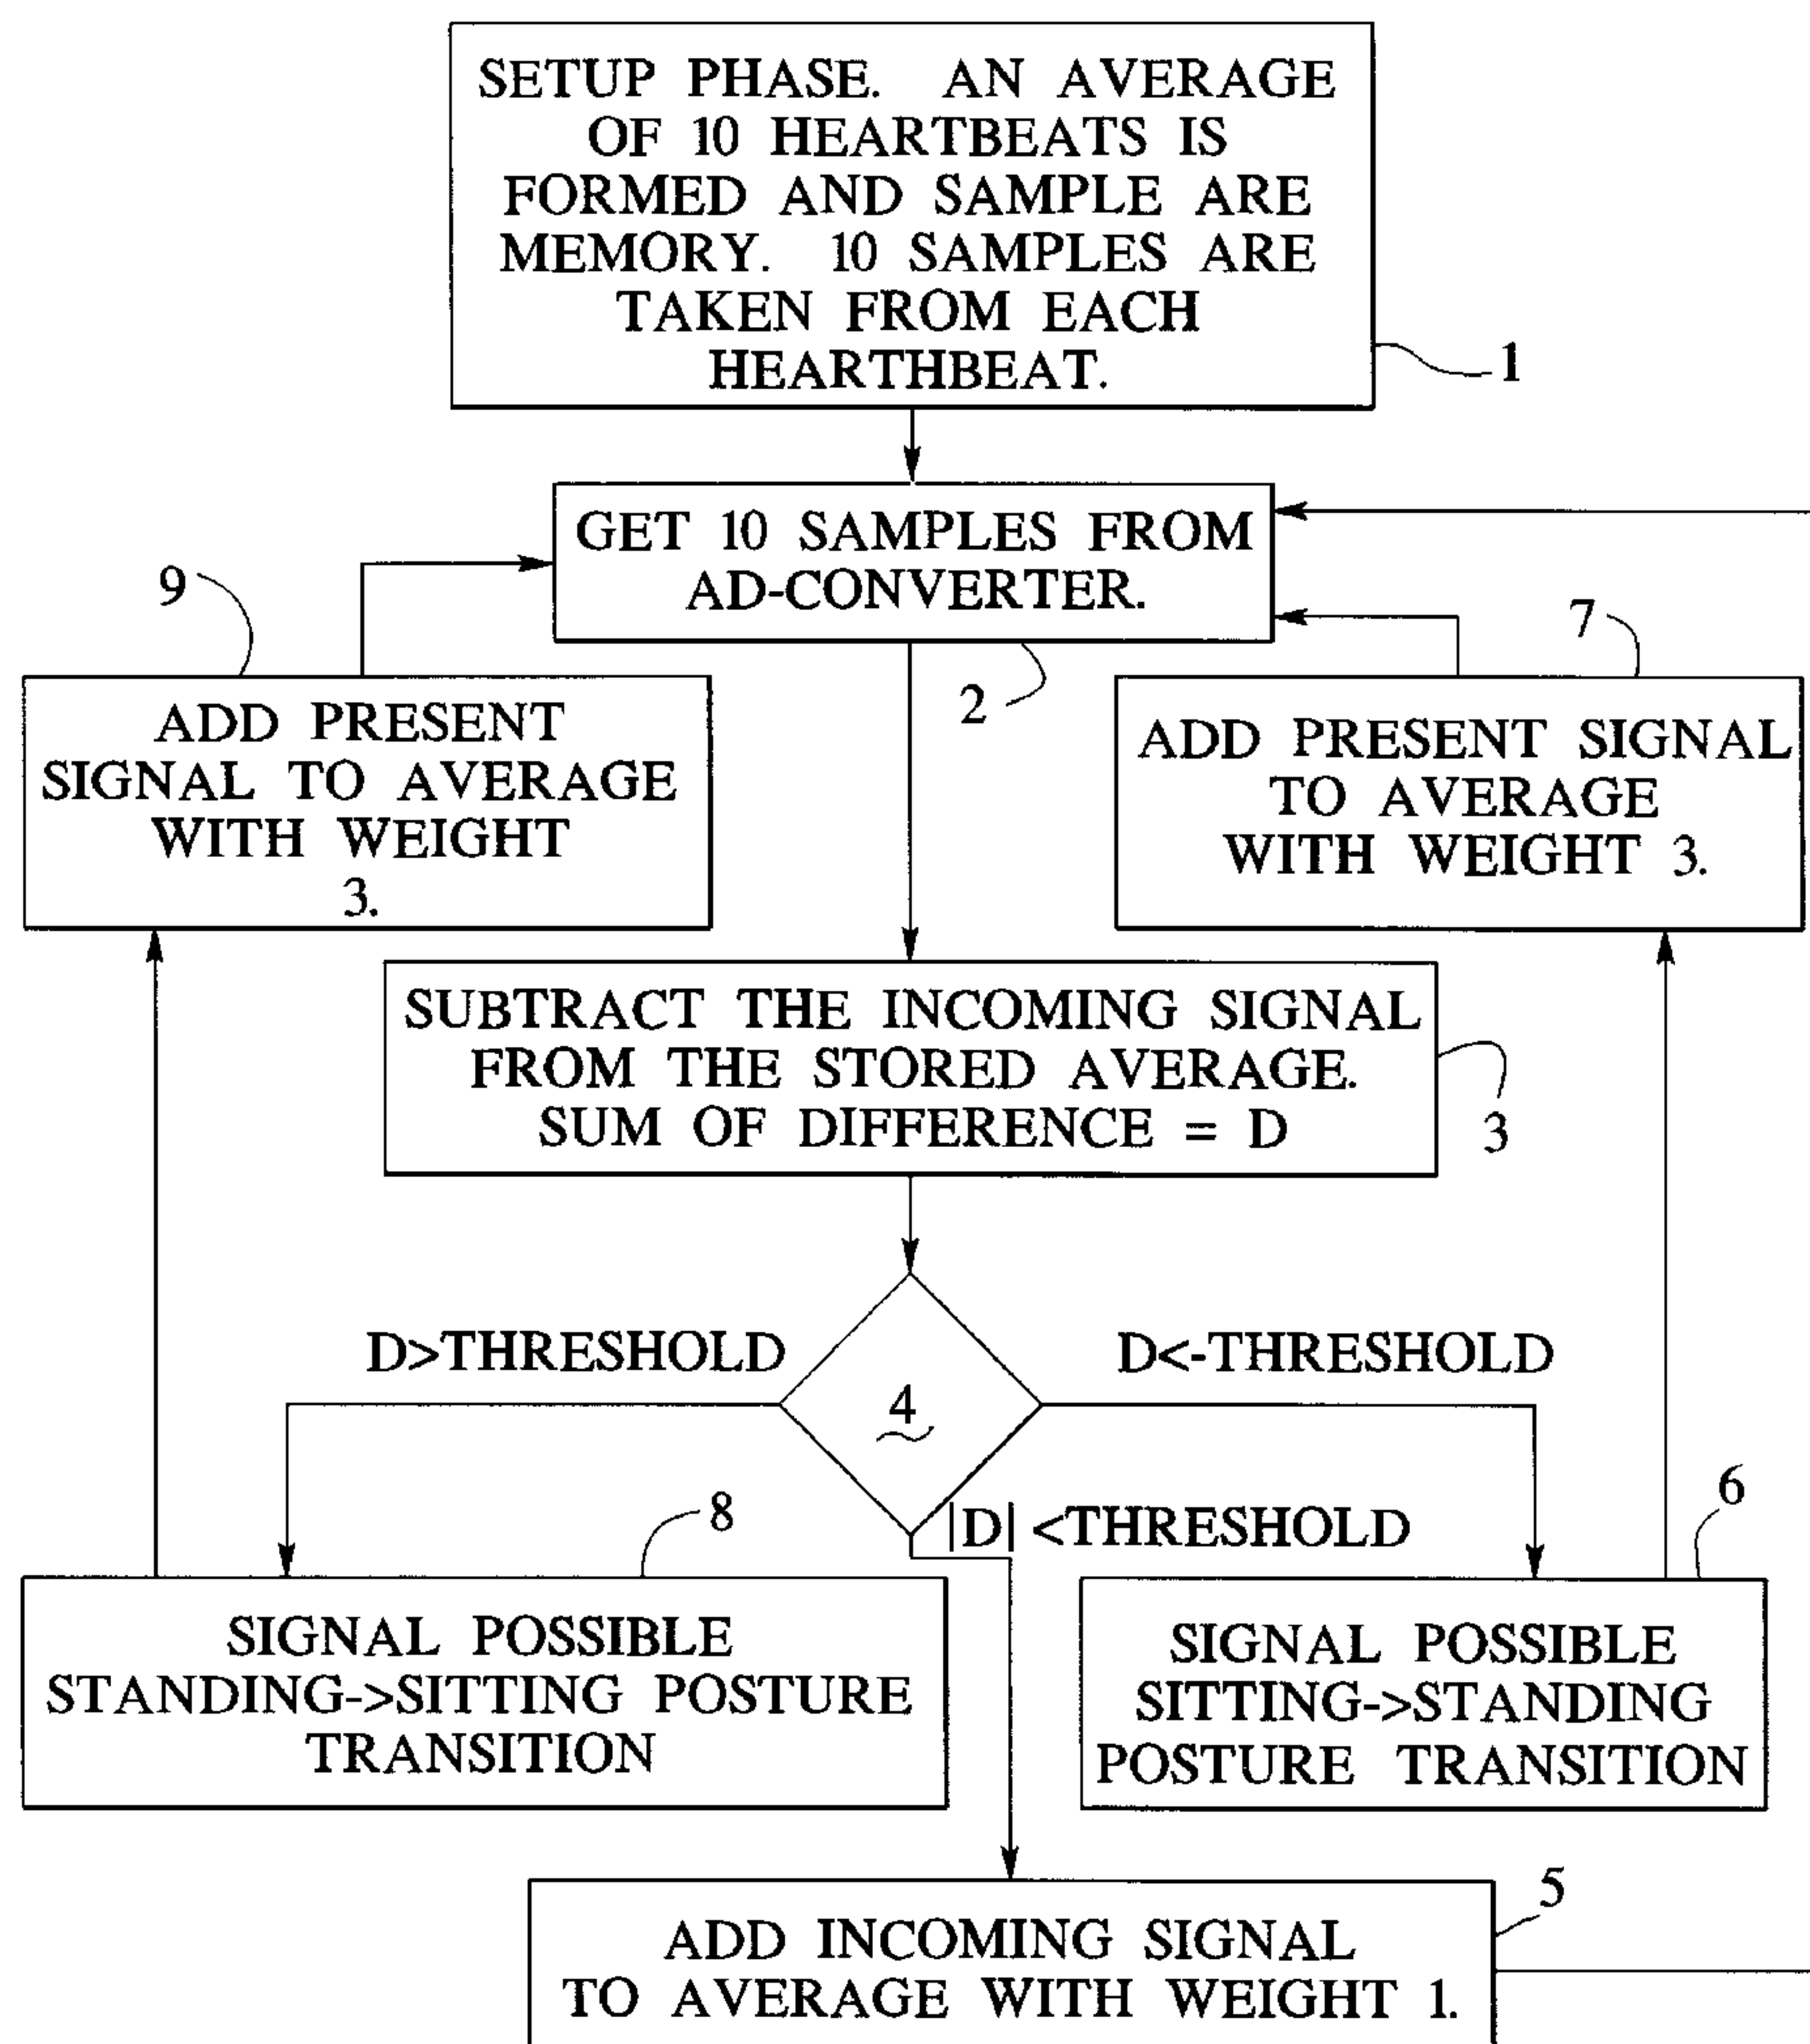 SETUP PHASE. AN AVERAGE
OF 10 HEARTBEATS IS
FORMED AND SAMPLE ARE
MEMORY. 10 SAMPLES ARE
TAKEN FROM EACH
HEARTHBEAT.
1
GET 10 SAMPLES FROM
AD-CONVERTER.
2
9
ADD PRESENT
SIGNAL TO AVERAGE
WITH WEIGHT
3.
7
ADD PRESENT SIGNAL
TO AVERAGE
WITH WEIGHT 3.
SUBTRACT THE INCOMING SIGNAL
FROM THE STORED AVERAGE.
SUM OF DIFFERENCE = D
3
D>THRESHOLD
4
D<-THRESHOLD
|D| <THRESHOLD
8
SIGNAL POSSIBLE
STANDING->SITTING POSTURE
TRANSITION
6
SIGNAL POSSIBLE
SITTING->STANDING
POSTURE TRANSITION
5
ADD INCOMING SIGNAL
TO AVERAGE WITH WEIGHT 1.